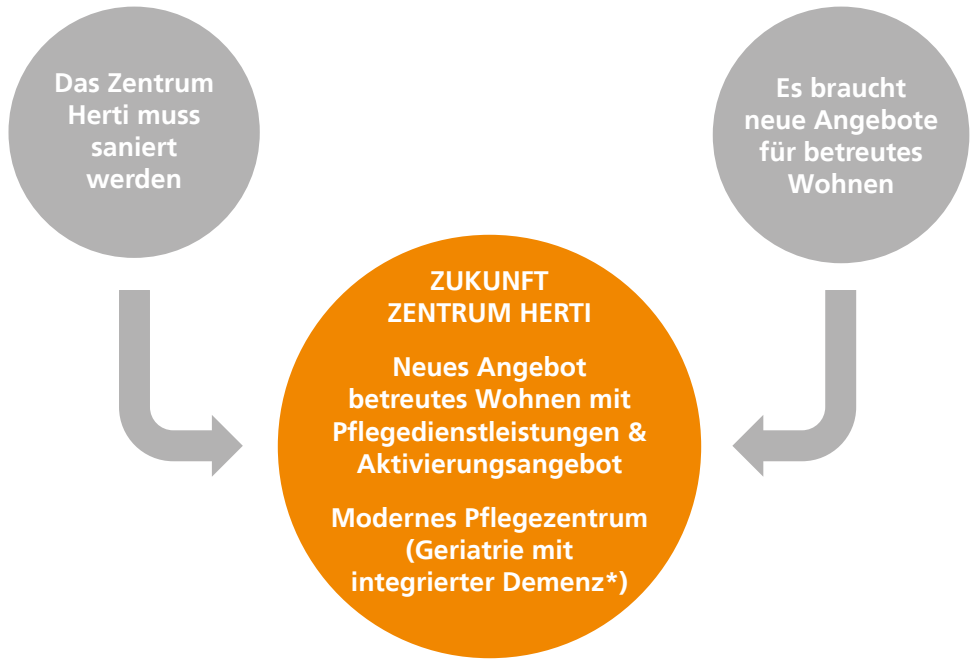 Das Zentrum
Herti muss
saniert
werden
Es braucht
neue Angebote
für betreutes
Wohnen
ZUKUNFT
ZENTRUM HERTI
Neues Angebot
betreutes Wohnen mit
Pflegedienstleistungen &
Aktivierungsangebot
Modernes Pflegezentrum
(Geriatrie mit
integrierter Demenz*)